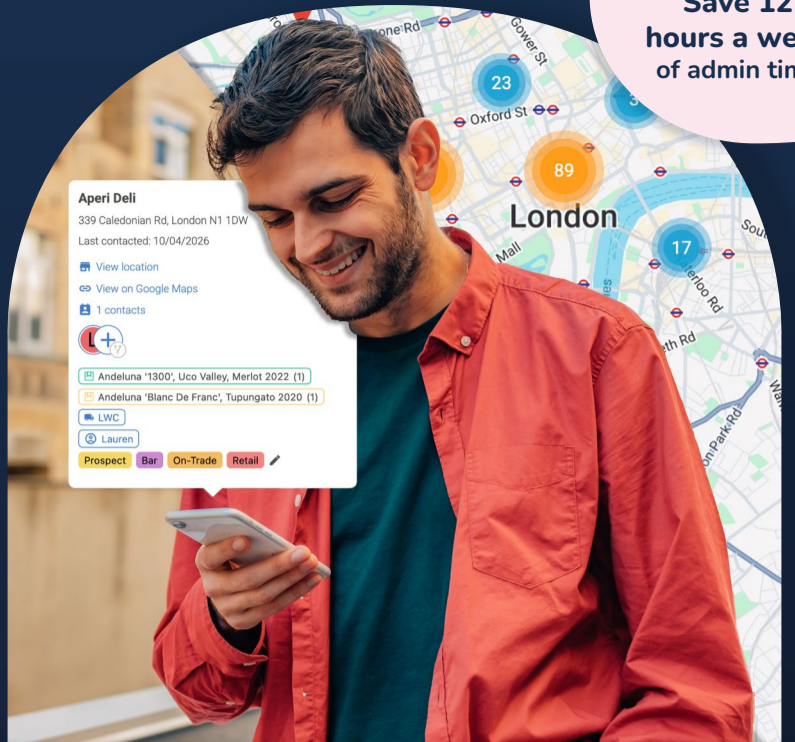 Save 12
hours a we
of admin tim
Gower St
23
Oxford St
89
London
17
Mall
Aperi Deli
339 Caledonian Rd, London N1 1DW
Last contacted: 10/04/2026
View location
View on Google Maps
1 contacts
L
Andeluna '1300', Uco Valley, Merlot 2022 (1)
Andeluna 'Blanc De Franc', Tupungato 2020 (1)
LWC
Lauren
Prospect Bar On-Trade Retail